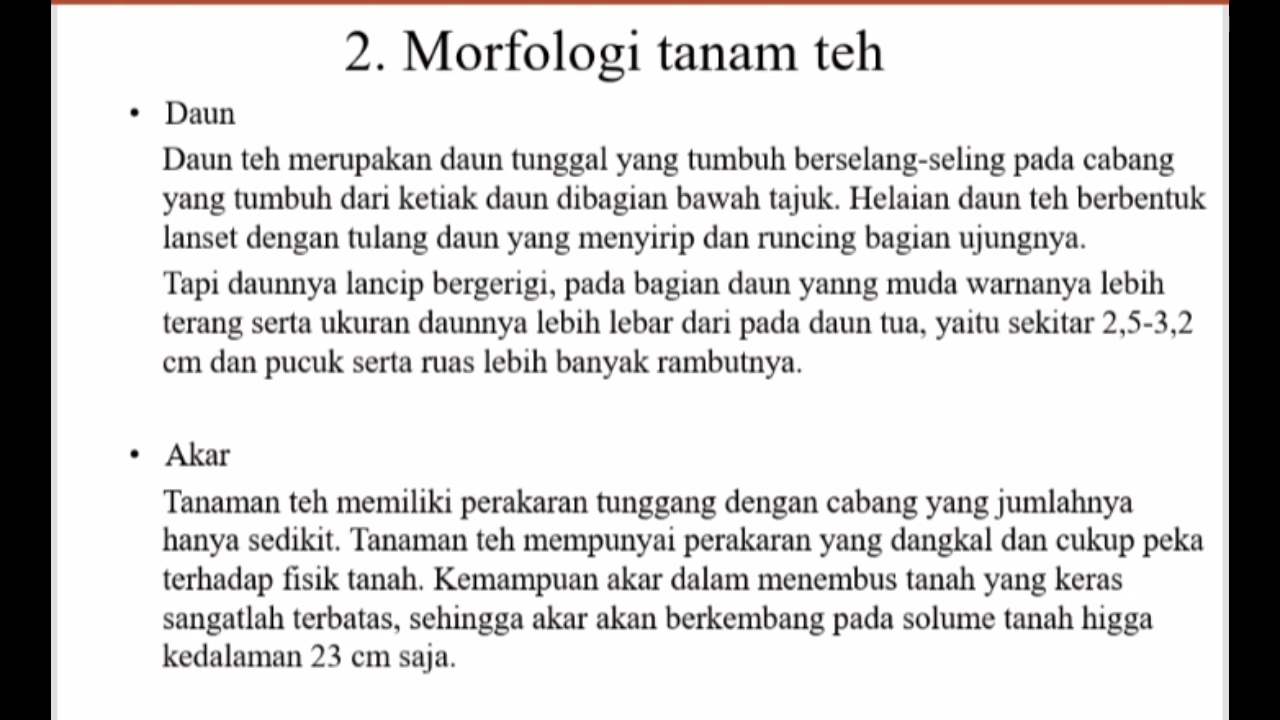 2. Morfologi tanam teh
• Daun
Daun teh merupakan daun tunggal yang tumbuh berselang-seling pada cabang
yang tumbuh dari ketiak daun dibagian bawah tajuk. Helaian daun teh berbentuk
lanset dengan tulang daun yang menyirip dan runcing bagian ujungnya.
Tapi daunnya lancip bergerigi, pada bagian daun yanng muda warnanya lebih
terang serta ukuran daunnya lebih lebar dari pada daun tua, yaitu sekitar 2,5-3,2
cm dan pucuk serta ruas lebih banyak rambutnya.
• Akar
Tanaman teh memiliki perakaran tunggang dengan cabang yang jumlahnya
hanya sedikit. Tanaman teh mempunyai perakaran yang dangkal dan cukup peka
terhadap fisik tanah. Kemampuan akar dalam menembus tanah yang keras
sangatlah terbatas, sehingga akar akan berkembang pada solume tanah higga
kedalaman 23 cm saja.